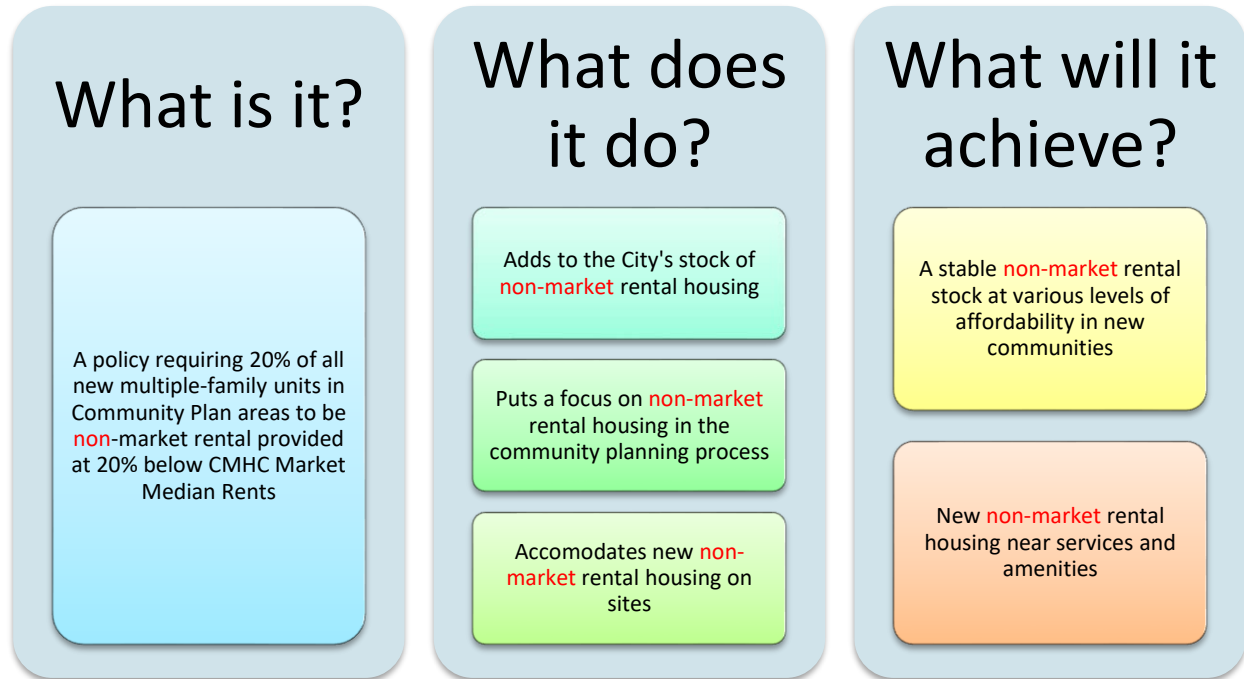 What is it?
A policy requiring 20% of all
new multiple-family units in
Community Plan areas to be
non-market rental provided
at 20% below CMHC Market
Median Rents
What does
it do?
Adds to the City's stock of
non-market rental housing
Puts a focus on non-market
rental housing in the
community planning process
Accomodates new non-
market rental housing on
sites
What will it
achieve?
A stable non-market rental
stock at various levels of
affordability in new
communities
New non-market rental
housing near services and
amenities